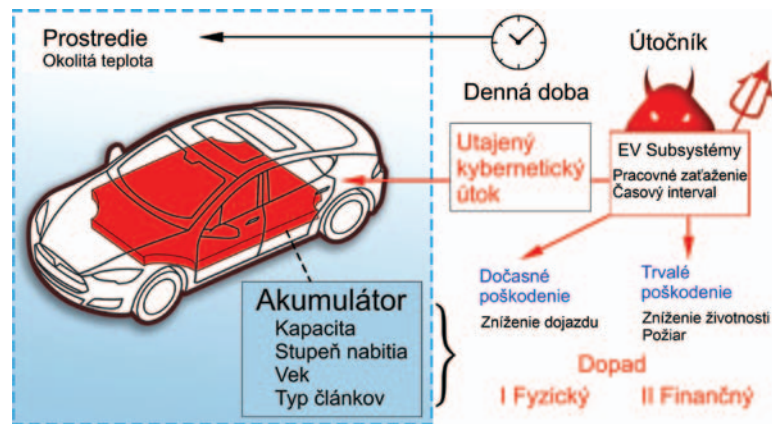 Prostredie
Okolitá teplota
Denná doba
Útočník
Utajený
kybernetický
útok
EV Subsystémy
Pracovné zaťaženie
Časový interval
Akumulátor
Kapacita
Stupeň nabitia
Vek
Typ článkov
Dočasné
poškodenie
Zníženie dojazdu
Trvalé
poškodenie
Zníženie životnosti
Požiar
Dopad
I Fyzický
II Finančný